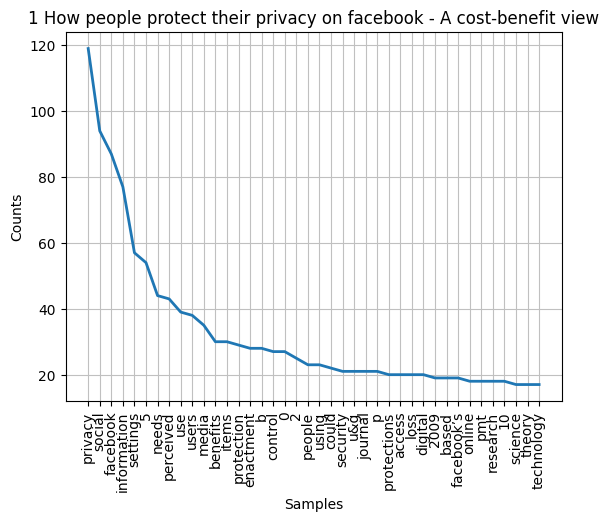 1 How people protect their privacy on facebook - A cost-benefit view
Counts
120
100
80
60
40
20
privacy
social
facebook
information
settings
5
needs
perceived
use
users
media
benefits
items
protection
enactment
b
control
0
2
people
using
could
security
u&g
journal
p
protections
access
loss
digital
2009
based
facebook's
online
pmt
research
10
science
theory
technology
Samples